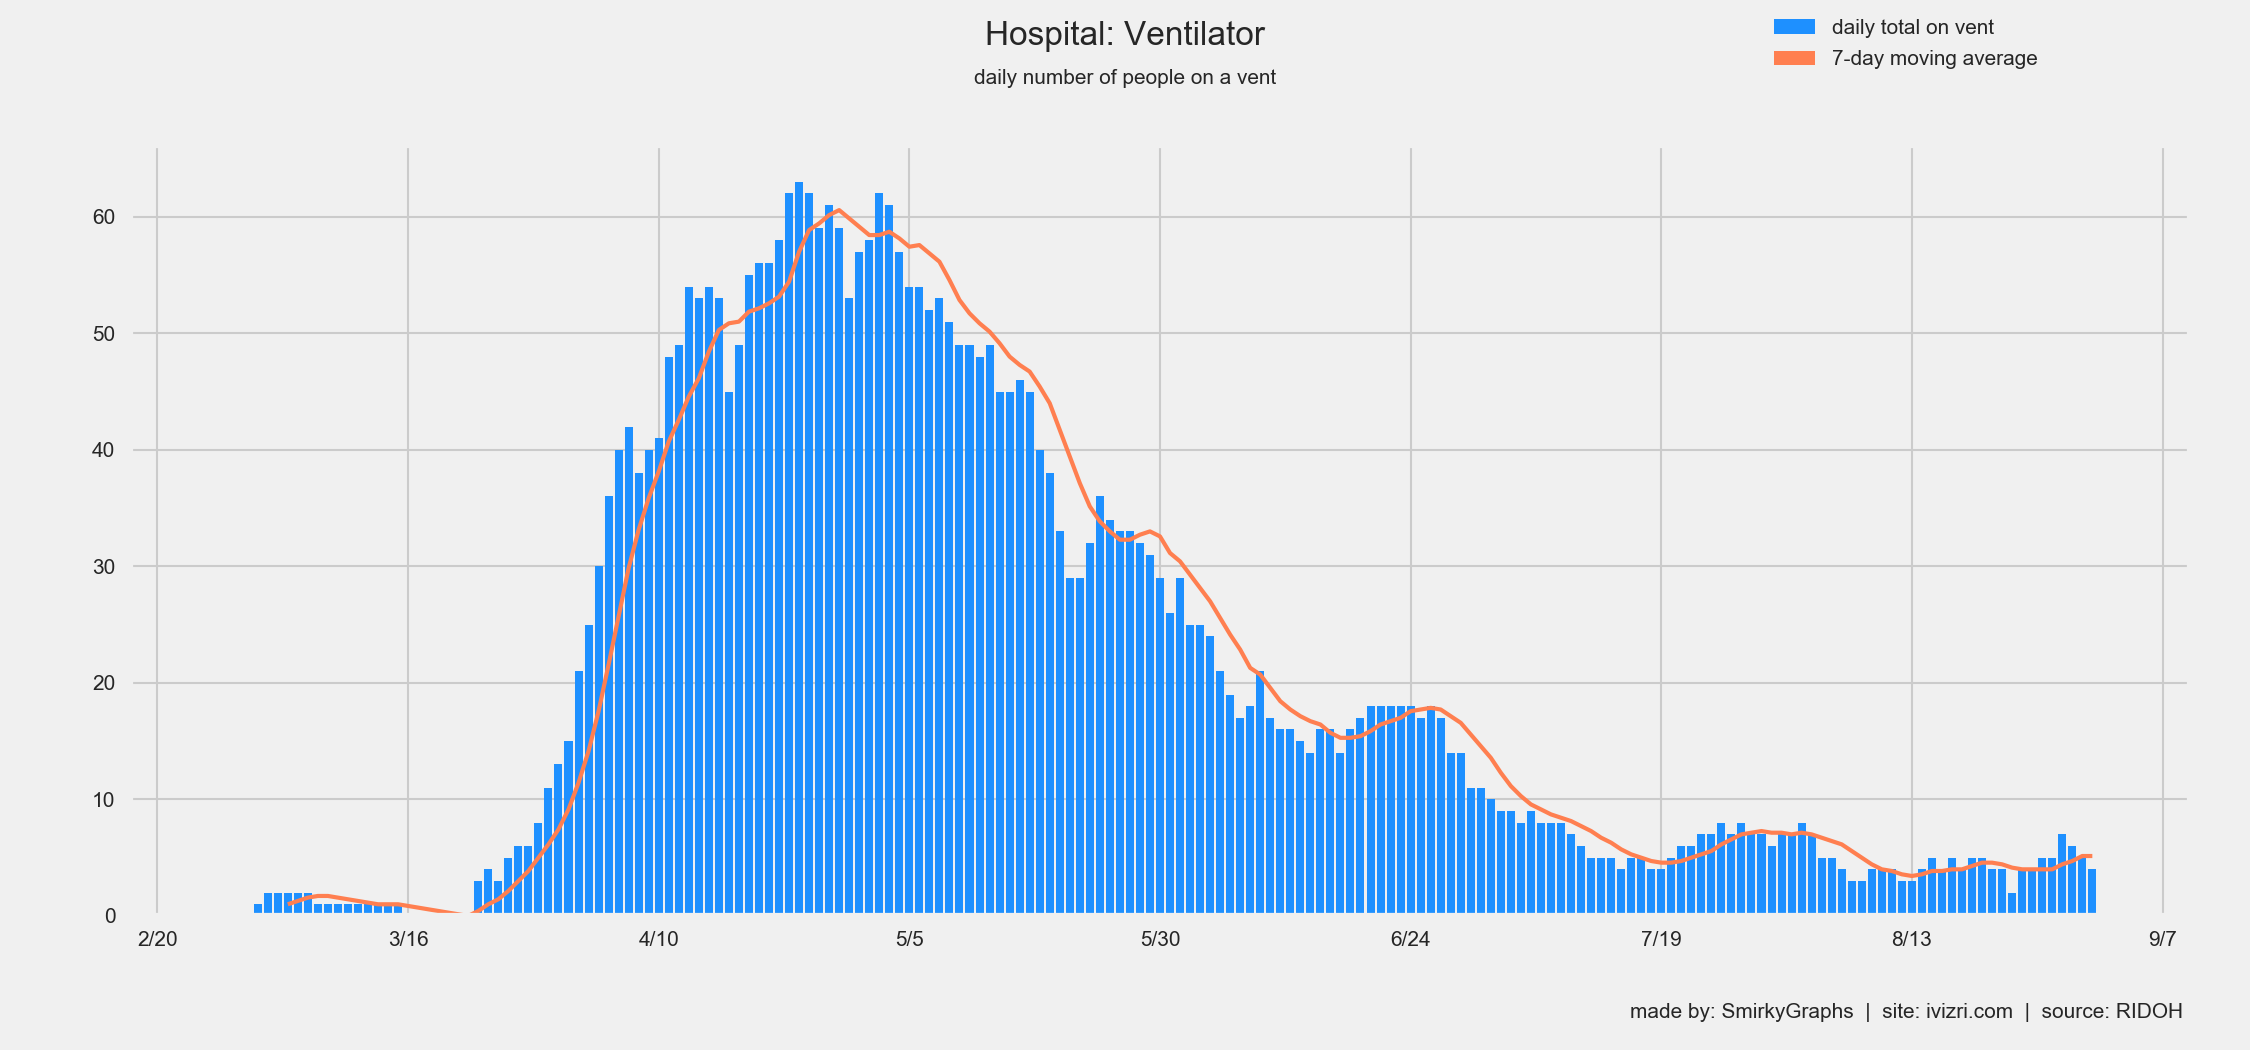 Hospital: Ventilator
daily number of people on a vent
daily total on vent
7-day moving average
60
50
40
30
20
10
0
2/20 3/16 4/10 5/5 5/30 6/24 7/19 8/13 9/7
made by: SmirkyGraphs | site: ivizri.com | source: RIDOH